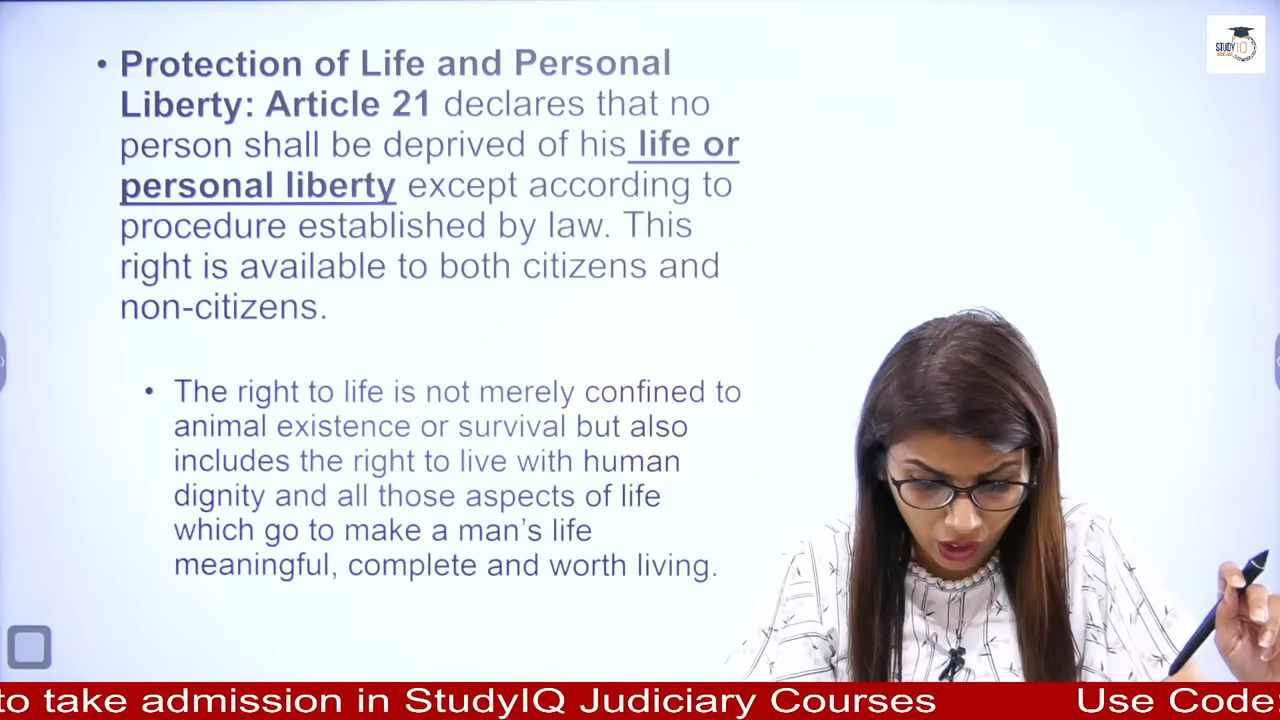 • Protection of Life and Personal
Liberty: Article 21 declares that no
person shall be deprived of his life or
personal liberty except according to
procedure established by law. This
right is available to both citizens and
non-citizens.
• The right to life is not merely confined to
animal existence or survival but also
includes the right to live with human
dignity and all those aspects of life
which go to make a man's life
meaningful, complete and worth living.
STUDY IQ
to take admission in StudyIQ Judiciary Courses Use Code